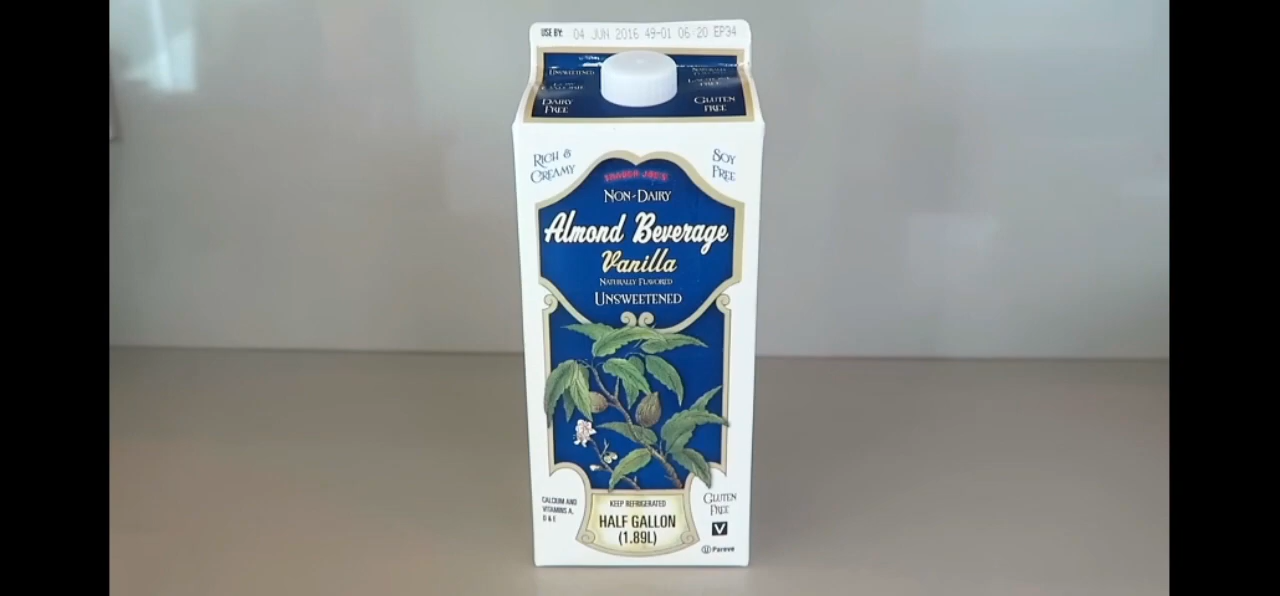 USE BY: 04 JUN 2016 49-01 06:20 EP34
UNSWEETENED
DAIRY FREE
GLUTEN FREE
RICH & CREAMY
SOY FREE
TRADER JOE'S
NON-DAIRY
Almond Beverage
Vanilla
NATURALLY FLAVORED
UNSWEETENED
CALCIUM AND
VITAMINS A,
D & E
KEEP REFRIGERATED
HALF GALLON
(1.89L)
GLUTEN
FREE
V
U Pareve